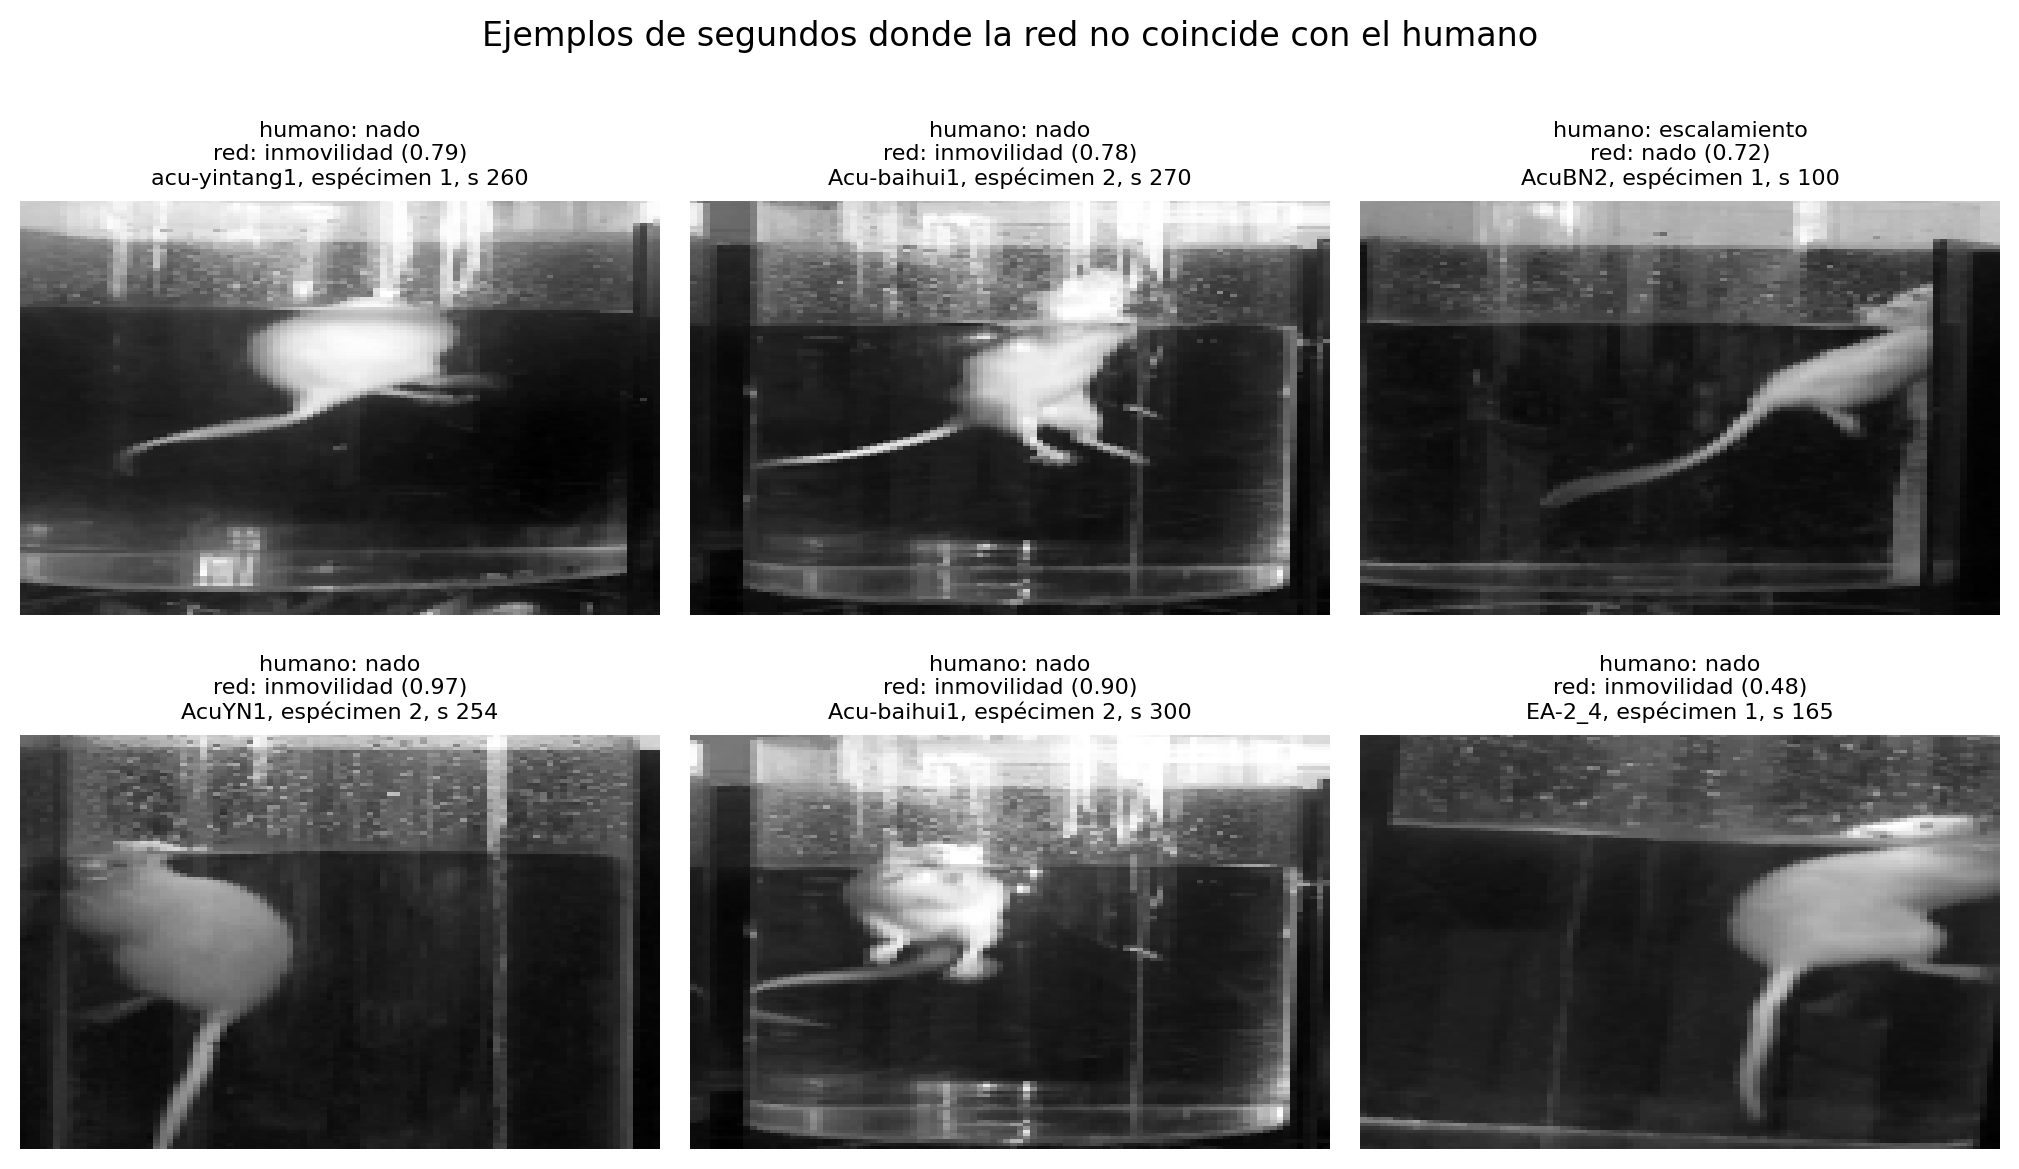 Ejemplos de segundos donde la red no coincide con el humano
humano: nado
red: inmovilidad (0.79)
acu-yintang1, espécimen 1, s 260
humano: nado
red: inmovilidad (0.78)
Acu-baihui1, espécimen 2, s 270
humano: escalamiento
red: nado (0.72)
AcuBN2, espécimen 1, s 100
humano: nado
red: inmovilidad (0.97)
AcuYN1, espécimen 2, s 254
humano: nado
red: inmovilidad (0.90)
Acu-baihui1, espécimen 2, s 300
humano: nado
red: inmovilidad (0.48)
EA-2_4, espécimen 1, s 165